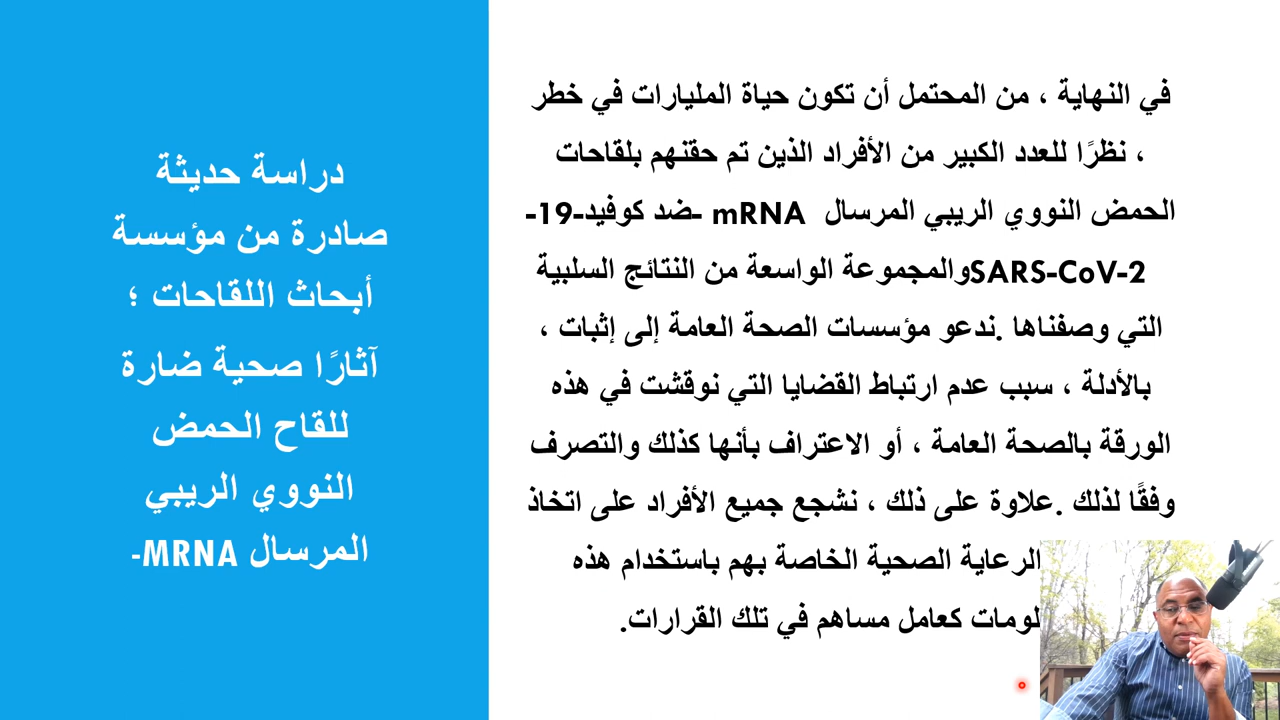 دراسة حديثة
صادرة من مؤسسة
أبحاث اللقاحات ؛
آثارًا صحية ضارة
للقاح الحمض
النووي الريبي
المرسال MRNA-
في النهاية ، من المحتمل أن تكون حياة المليارات في خطر
، نظرًا للعدد الكبير من الأفراد الذين تم حقنهم بلقاحات
الحمض النووي الريبي المرسال mRNA -ضد كوفيد-19-
SARS-CoV-2والمجموعة الواسعة من النتائج السلبية
التي وصفناها .ندعو مؤسسات الصحة العامة إلى إثبات ،
بالأدلة ، سبب عدم ارتباط القضايا التي نوقشت في هذه
الورقة بالصحة العامة ، أو الاعتراف بأنها كذلك والتصرف
وفقًا لذلك .علاوة على ذلك ، نشجع جميع الأفراد على اتخاذ
الرعاية الصحية الخاصة بهم باستخدام هذه
لومات كعامل مساهم في تلك القرارات.